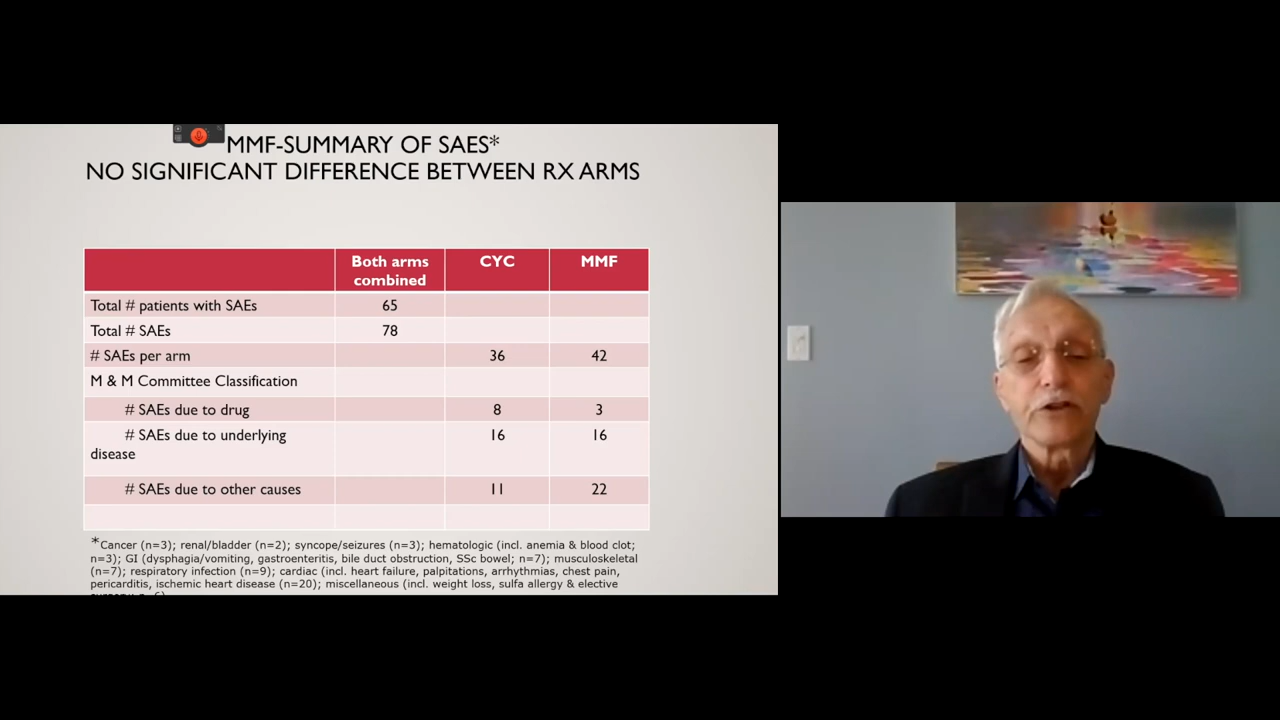 MMF-SUMMARY OF SAES*
NO SIGNIFICANT DIFFERENCE BETWEEN RX ARMS
Both arms combined CYC MMF
Total # patients with SAEs 65
Total # SAEs 78
# SAEs per arm 36 42
M & M Committee Classification
# SAEs due to drug 8 3
# SAEs due to underlying disease 16 16
# SAEs due to other causes 11 22
*Cancer (n=3); renal/bladder (n=2); syncope/seizures (n=3); hematologic (incl. anemia & blood clot;
n=3); GI (dysphagia/vomiting, gastroenteritis, bile duct obstruction, SSc bowel; n=7); musculoskeletal
(n=7); respiratory infection (n=9); cardiac (incl. heart failure, palpitations, arrhythmias, chest pain,
pericarditis, ischemic heart disease (n=20); miscellaneous (incl. weight loss, sulfa allergy & elective